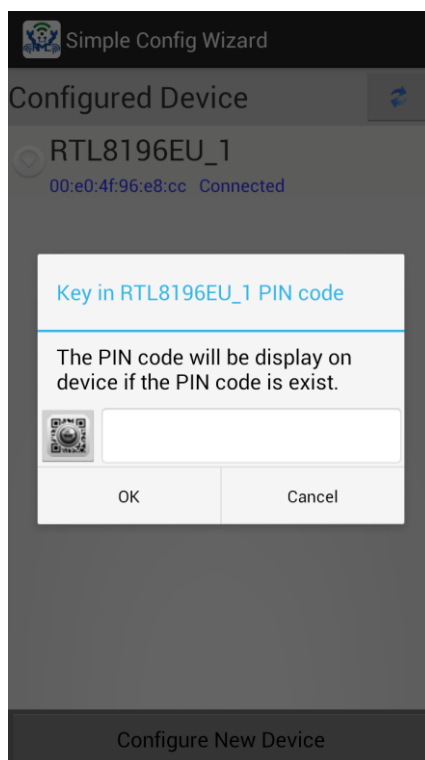 Simple Config Wizard
Configured Device
RTL8196EU_1
00:e0:4f:96:e8:cc Connected
Key in RTL8196EU_1 PIN code
The PIN code will be display on
device if the PIN code is exist.
OK
Cancel
Configure New Device